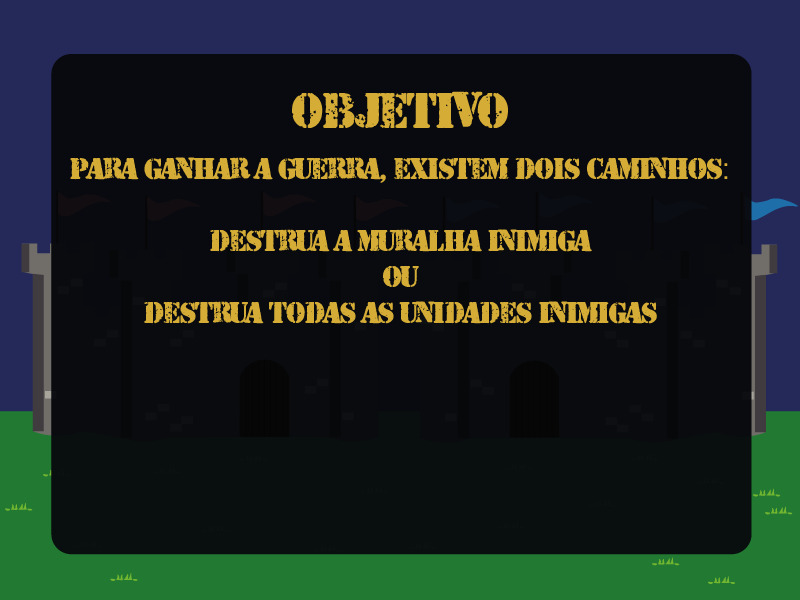 OBJETIVO
PARA GANHAR A GUERRA, EXISTEM DOIS CAMINHOS:
DESTRUA A MURALHA INIMIGA
OU
DESTRUA TODAS AS UNIDADES INIMIGAS